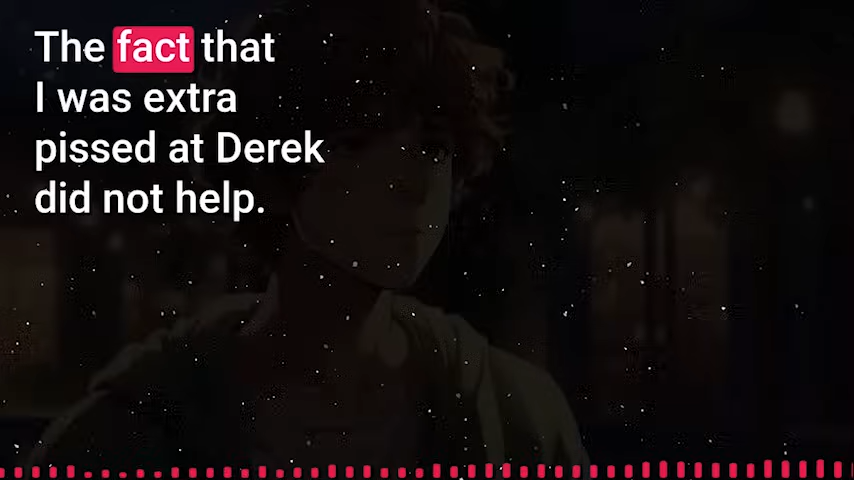 The fact that
I was extra
pissed at Derek
did not help.